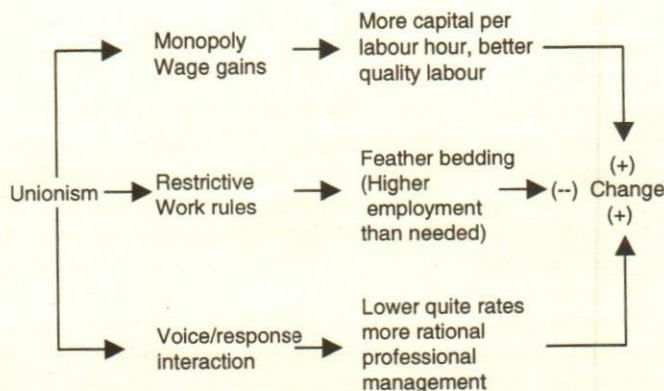 Monopoly
Wage gains
More capital per
labour hour, better
quality labour
Unionism
Restrictive
Work rules
Feather bedding
(Higher
employment
than needed)
(+)
(--) Change
(+)
Voice/response
interaction
Lower quite rates
more rational
professional
management